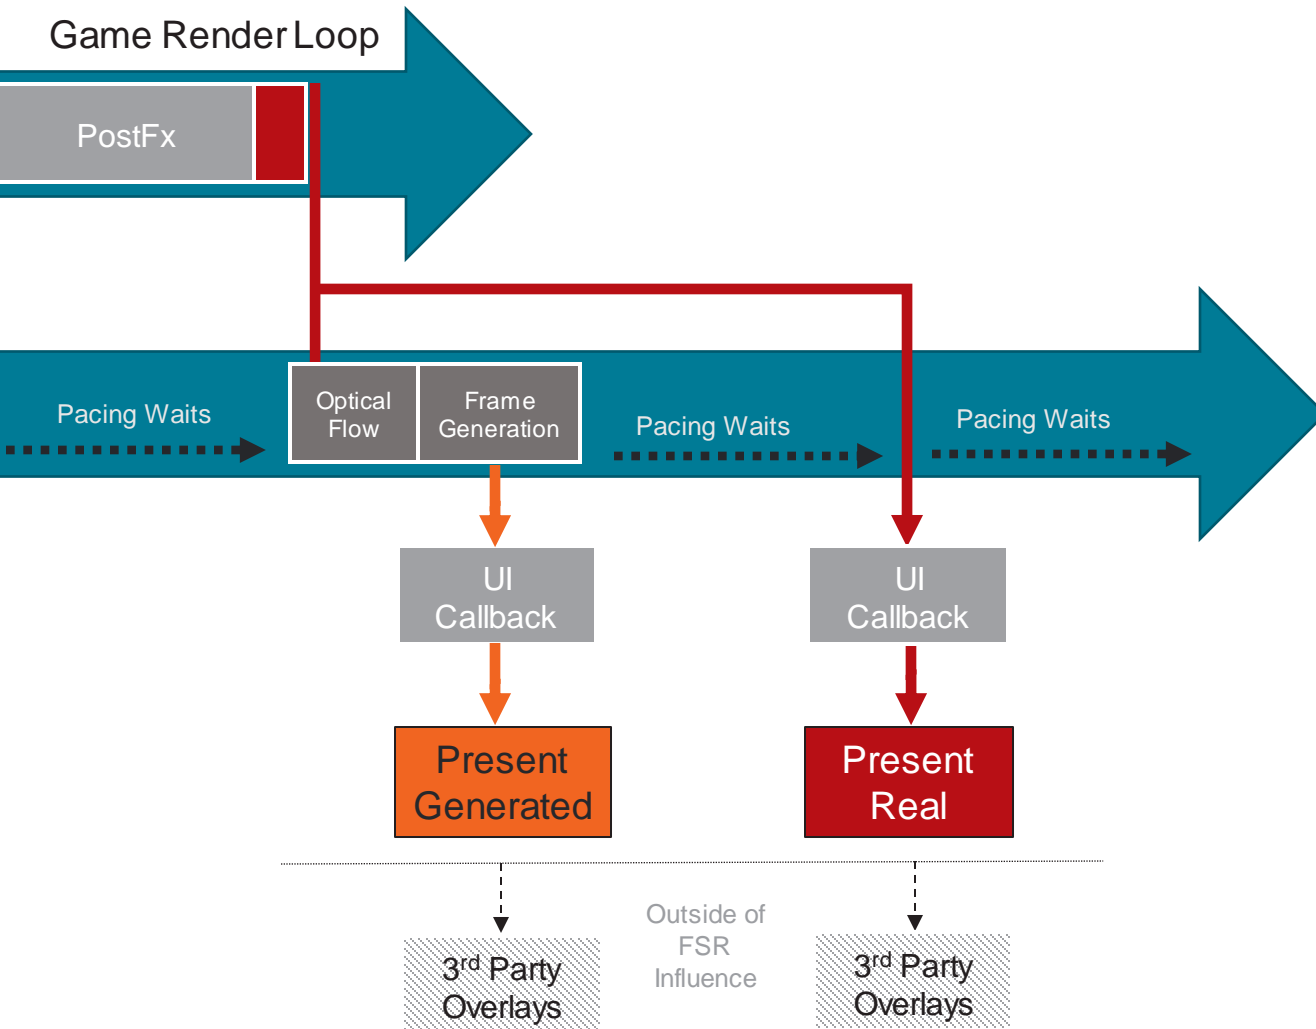 Game Render Loop
PostFx
Pacing Waits
Optical
Flow
Frame
Generation
Pacing Waits
Pacing Waits
UI
Callback
UI
Callback
Present
Generated
Present
Real
Outside of
FSR
Influence
3rd Party
Overlays
3rd Party
Overlays